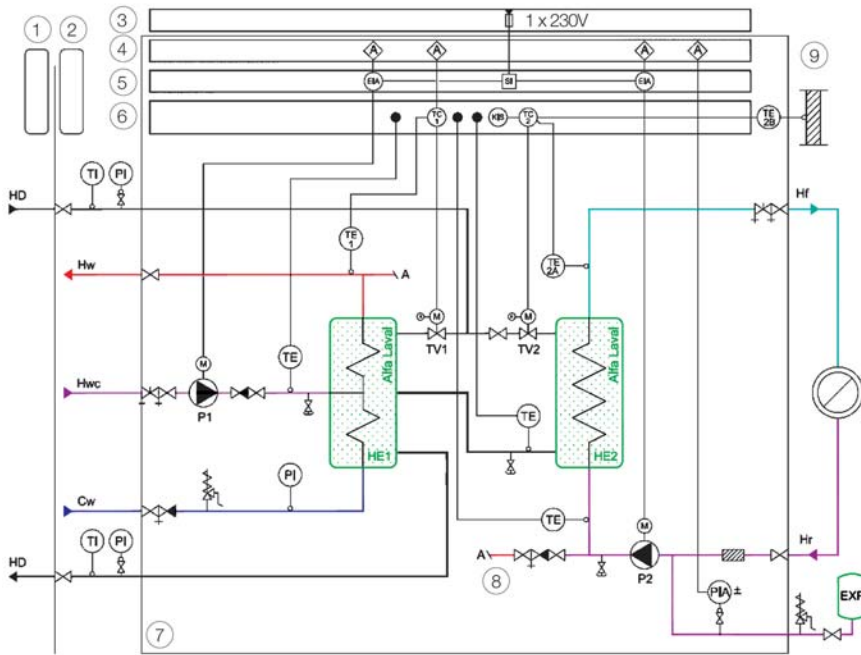 1
2
3
1 x 230V
4
A
A
A
A
9
5
EIA
SII
EIA
6
TC
1
KIS
TC
2
TE
2B
TI
PI
HD
Hf
TE
1
TE
2A
Hw
A
M
M
TV1
TV2
Alfa Laval
Alfa Laval
TE
M
Hwc
P1
TE
HE1
HE2
PI
Cw
TE
M
TI
PI
A
Hr
HD
8
P2
PIA
±
EXP
7